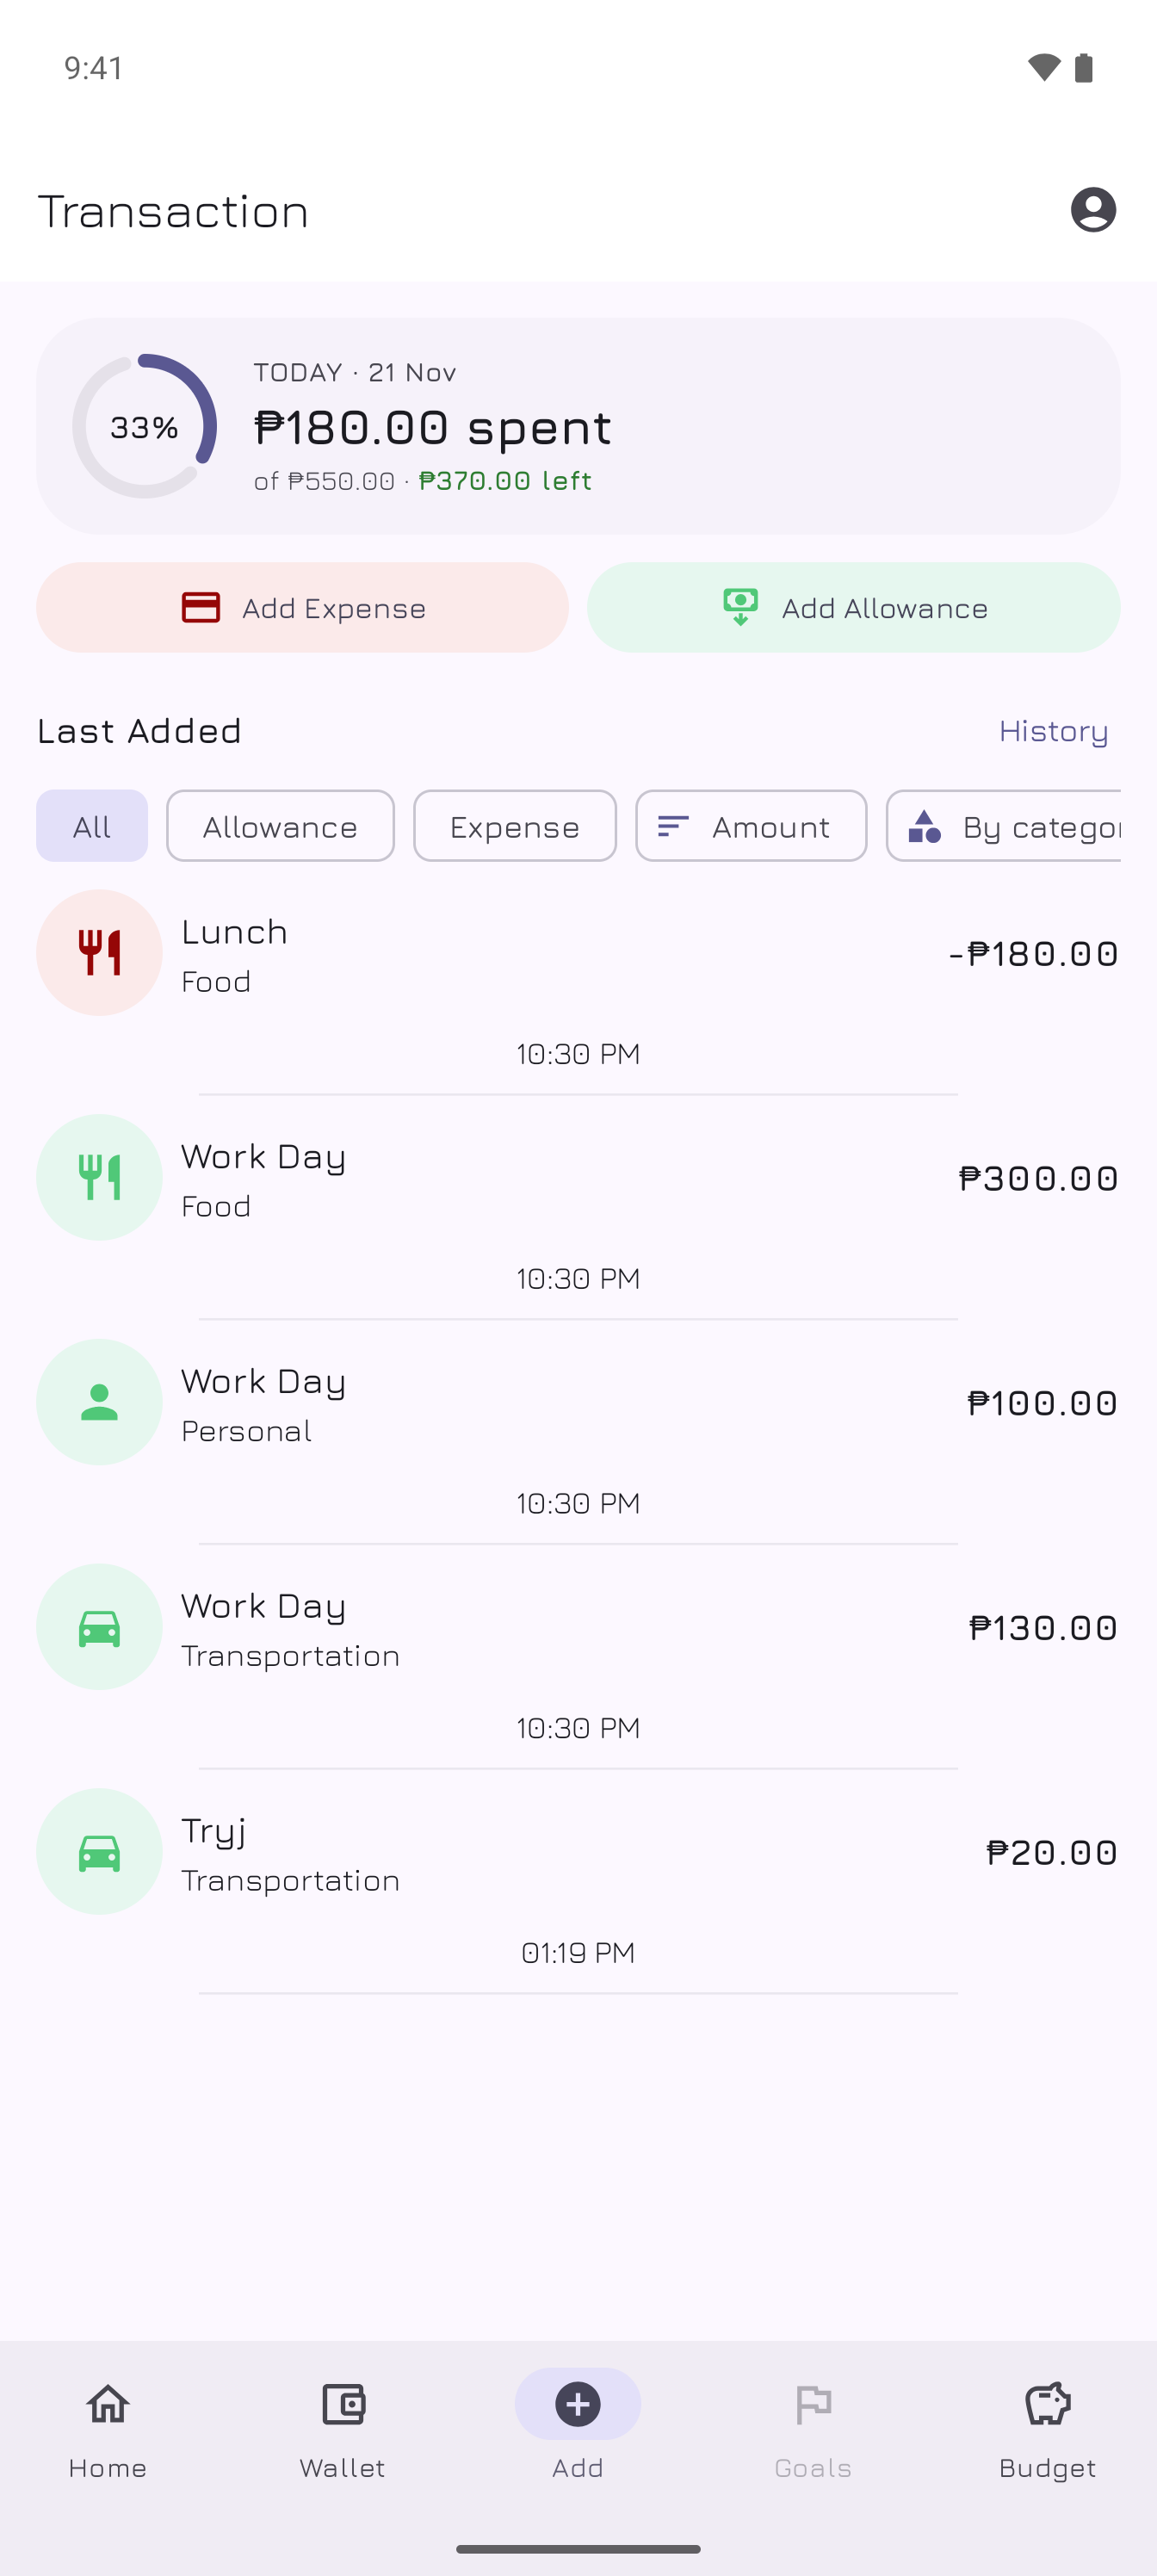 9:41
Transaction
33%
TODAY · 21 Nov
₱180.00 spent
of ₱550.00 · ₱370.00 left
Add Expense
Add Allowance
Last Added
History
All
Allowance
Expense
Amount
By categor
Lunch
Food
-₱180.00
10:30 PM
Work Day
Food
₱300.00
10:30 PM
Work Day
Personal
₱100.00
10:30 PM
Work Day
Transportation
₱130.00
10:30 PM
Tryj
Transportation
₱20.00
01:19 PM
Home
Wallet
Add
Goals
Budget